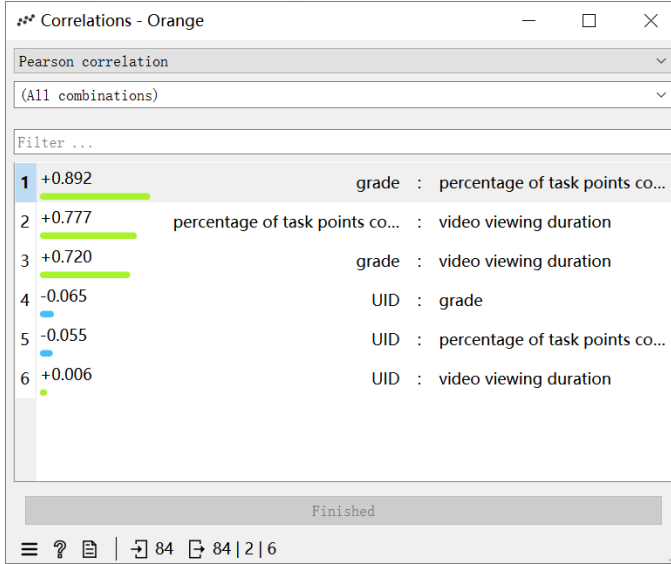 Correlations - Orange
Pearson correlation
(All combinations)
Filter ...
1 +0.892 grade : percentage of task points co...
2 +0.777 percentage of task points co... : video viewing duration
3 +0.720 grade : video viewing duration
4 -0.065 UID : grade
5 -0.055 UID : percentage of task points co...
6 +0.006 UID : video viewing duration
Finished
84 84 | 2 | 6